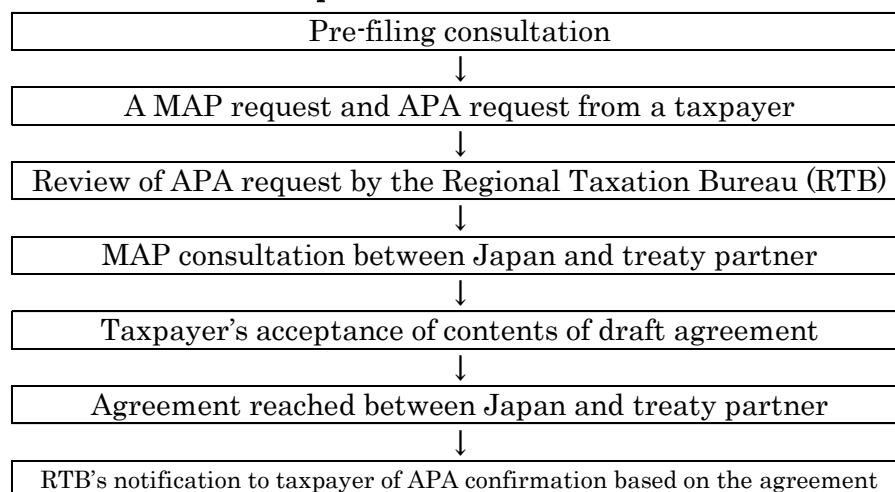 Pre-filing consultation
↓
A MAP request and APA request from a taxpayer
↓
Review of APA request by the Regional Taxation Bureau (RTB)
↓
MAP consultation between Japan and treaty partner
↓
Taxpayer’s acceptance of contents of draft agreement
↓
Agreement reached between Japan and treaty partner
↓
RTB’s notification to taxpayer of APA confirmation based on the agreement